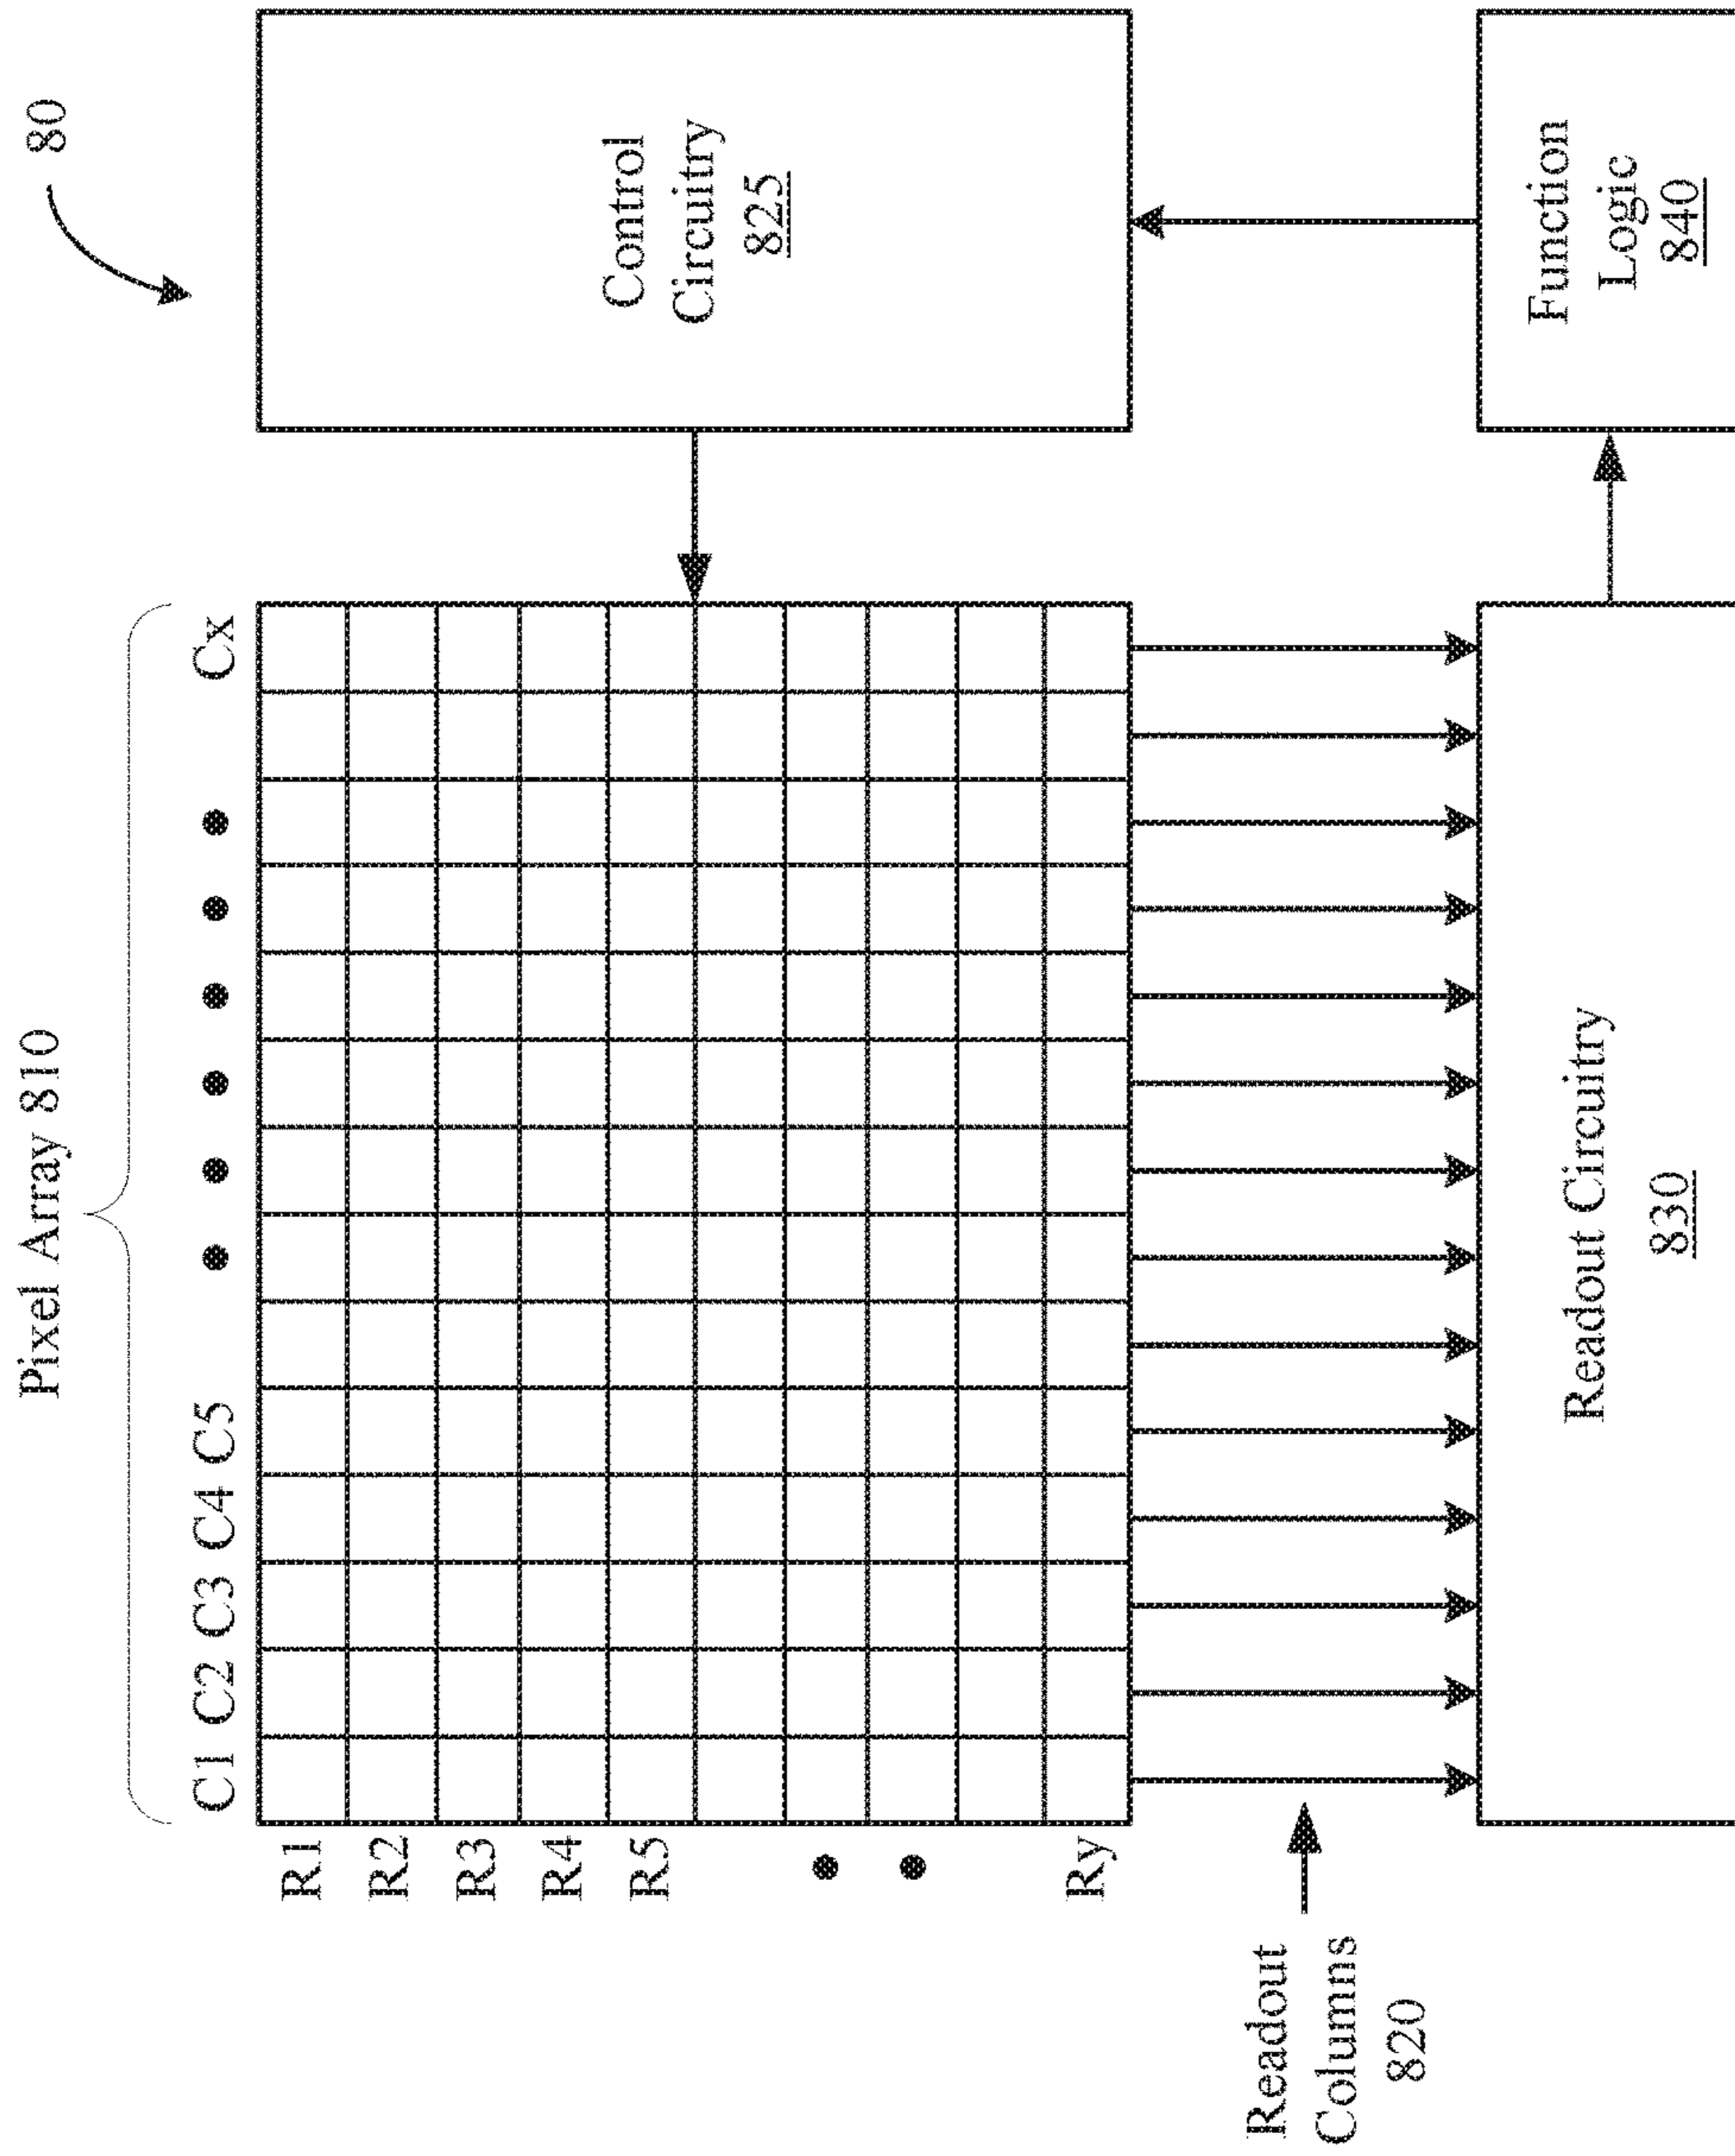 80
Pixel Array 810
C1 C2 C3 C4 C5 Cx
R1
R2
R3
R4
R5
Ry
Control
Circuitry
825
Readout
Columns
820
Readout Circuitry
830
Function
Logic
840